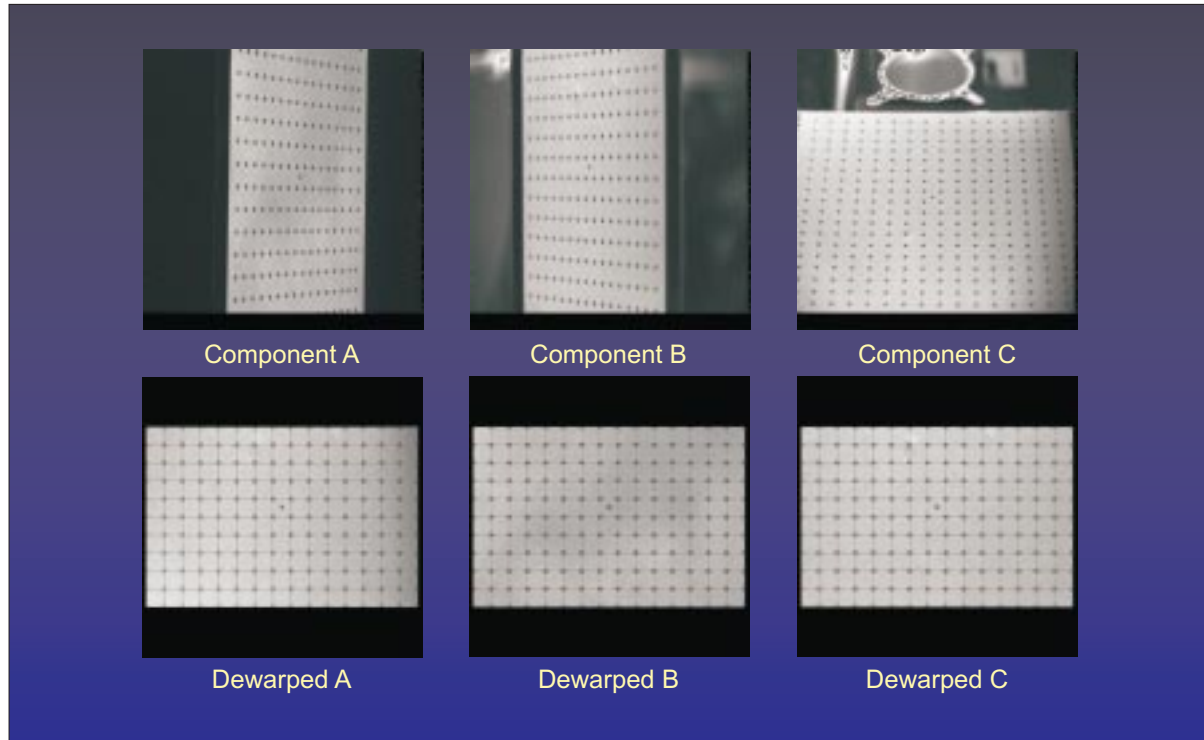 Component A
Component B
Component C
Dewarped A
Dewarped B
Dewarped C